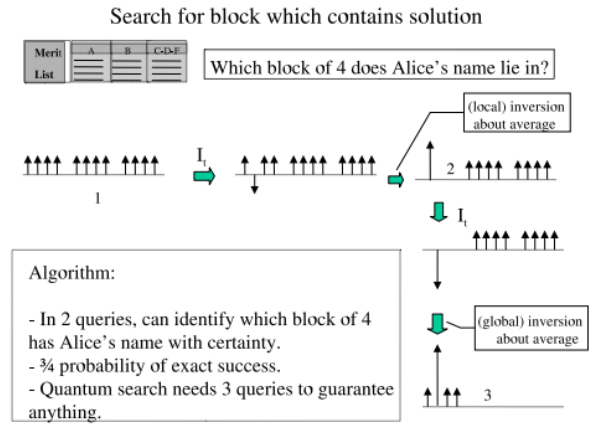 Search for block which contains solution
Merit
List
A
B
C-D-F
Which block of 4 does Alice's name lie in?
(local) inversion
about average
1
It
2
It
Algorithm:
- In 2 queries, can identify which block of 4
has Alice's name with certainty.
- ¾ probability of exact success.
- Quantum search needs 3 queries to guarantee
anything.
(global) inversion
about average
3